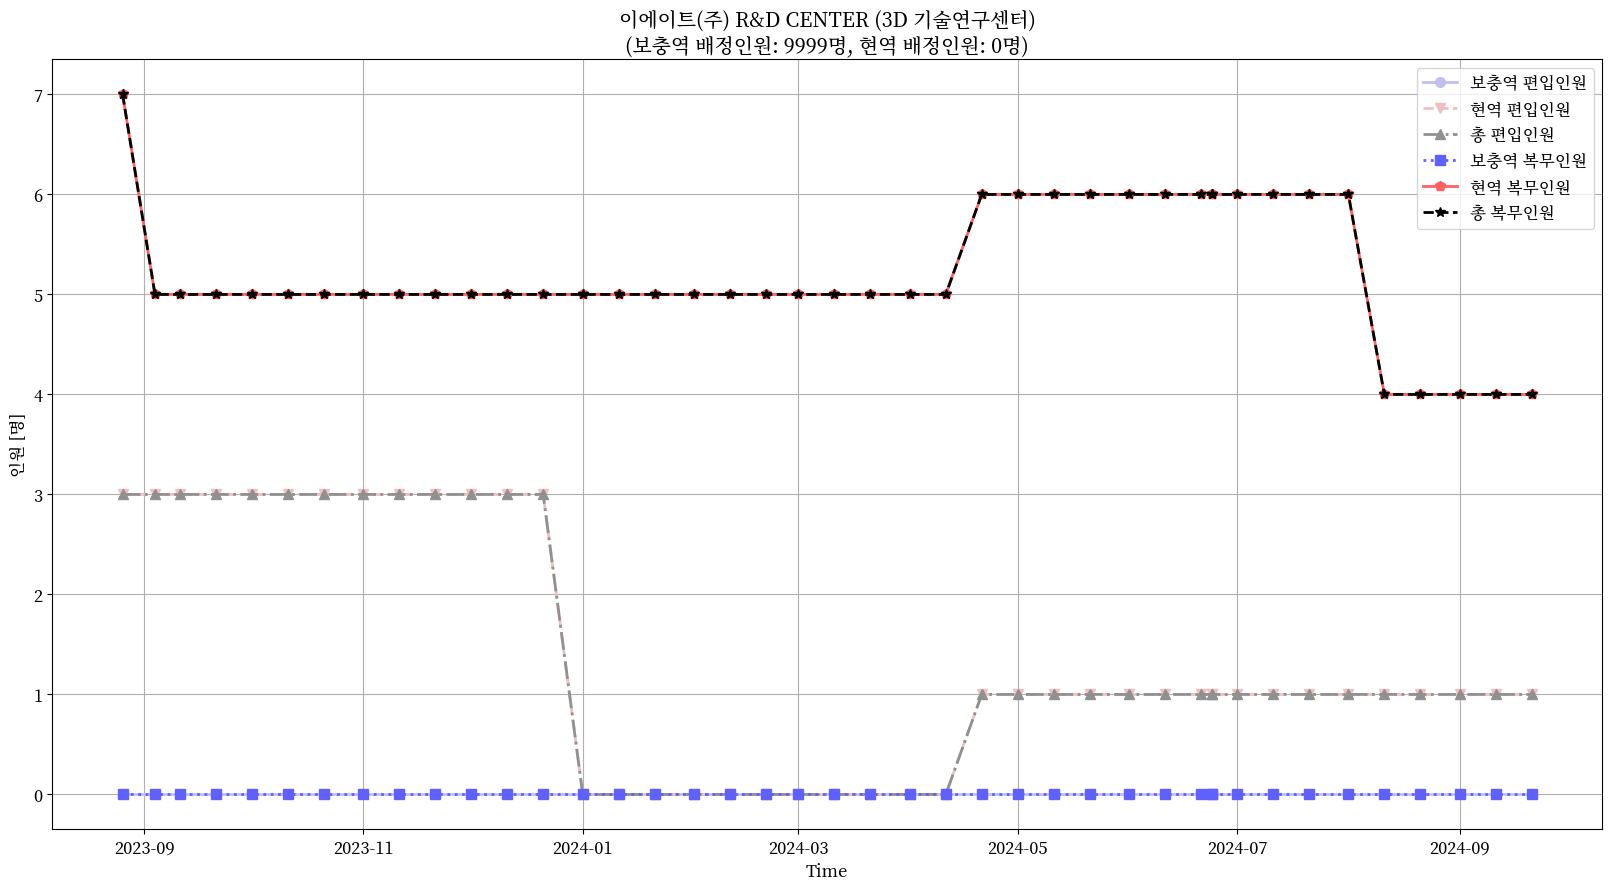 이에이트(주) R&D CENTER (3D 기술연구센터)
(보충역 배정인원: 9999명, 현역 배정인원: 0명)
보충역 편입인원
현역 편입인원
총 편입인원
보충역 복무인원
현역 복무인원
총 복무인원
인원 [명]
7
6
5
4
3
2
1
0
2023-09
2023-11
2024-01
2024-03
2024-05
2024-07
2024-09
Time